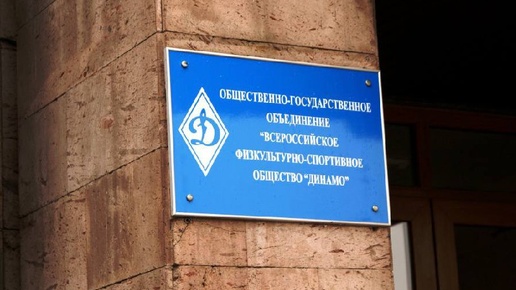 Д
ОБЩЕСТВЕННО-ГОСУДАРСТВЕННОЕ
ОБЪЕДИНЕНИЕ
"ВСЕРОССИЙСКОЕ
ФИЗКУЛЬТУРНО-СПОРТИВНОЕ
ОБЩЕСТВО "ДИНАМО"